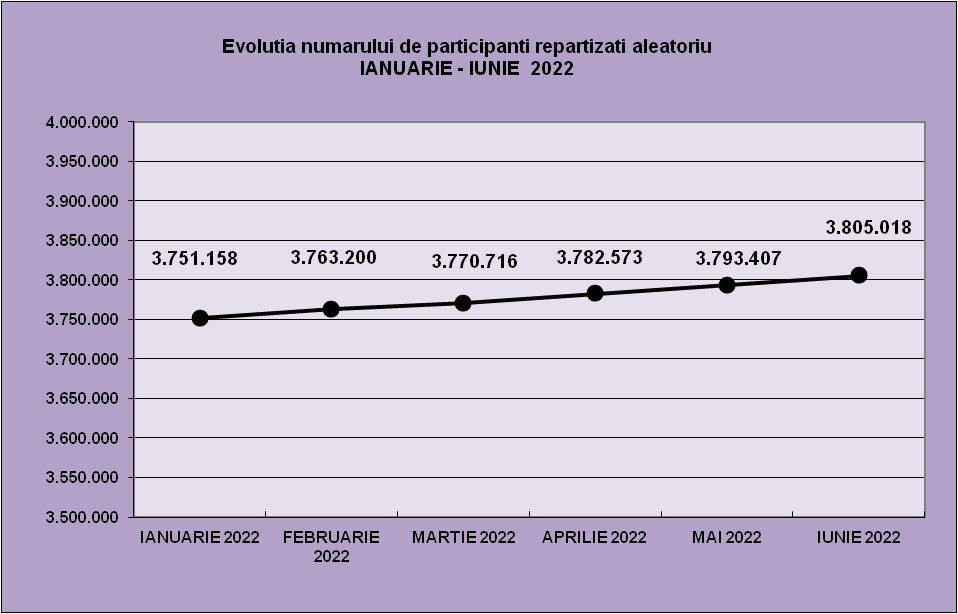 Evolutia numarului de participanti repartizati aleatoriu
IANUARIE - IUNIE  2022
4.000.000
3.950.000
3.900.000
3.850.000
3.800.000
3.750.000
3.700.000
3.650.000
3.600.000
3.550.000
3.500.000
3.751.158
3.763.200
3.770.716
3.782.573
3.793.407
3.805.018
IANUARIE 2022
FEBRUARIE
2022
MARTIE 2022
APRILIE 2022
MAI 2022
IUNIE 2022